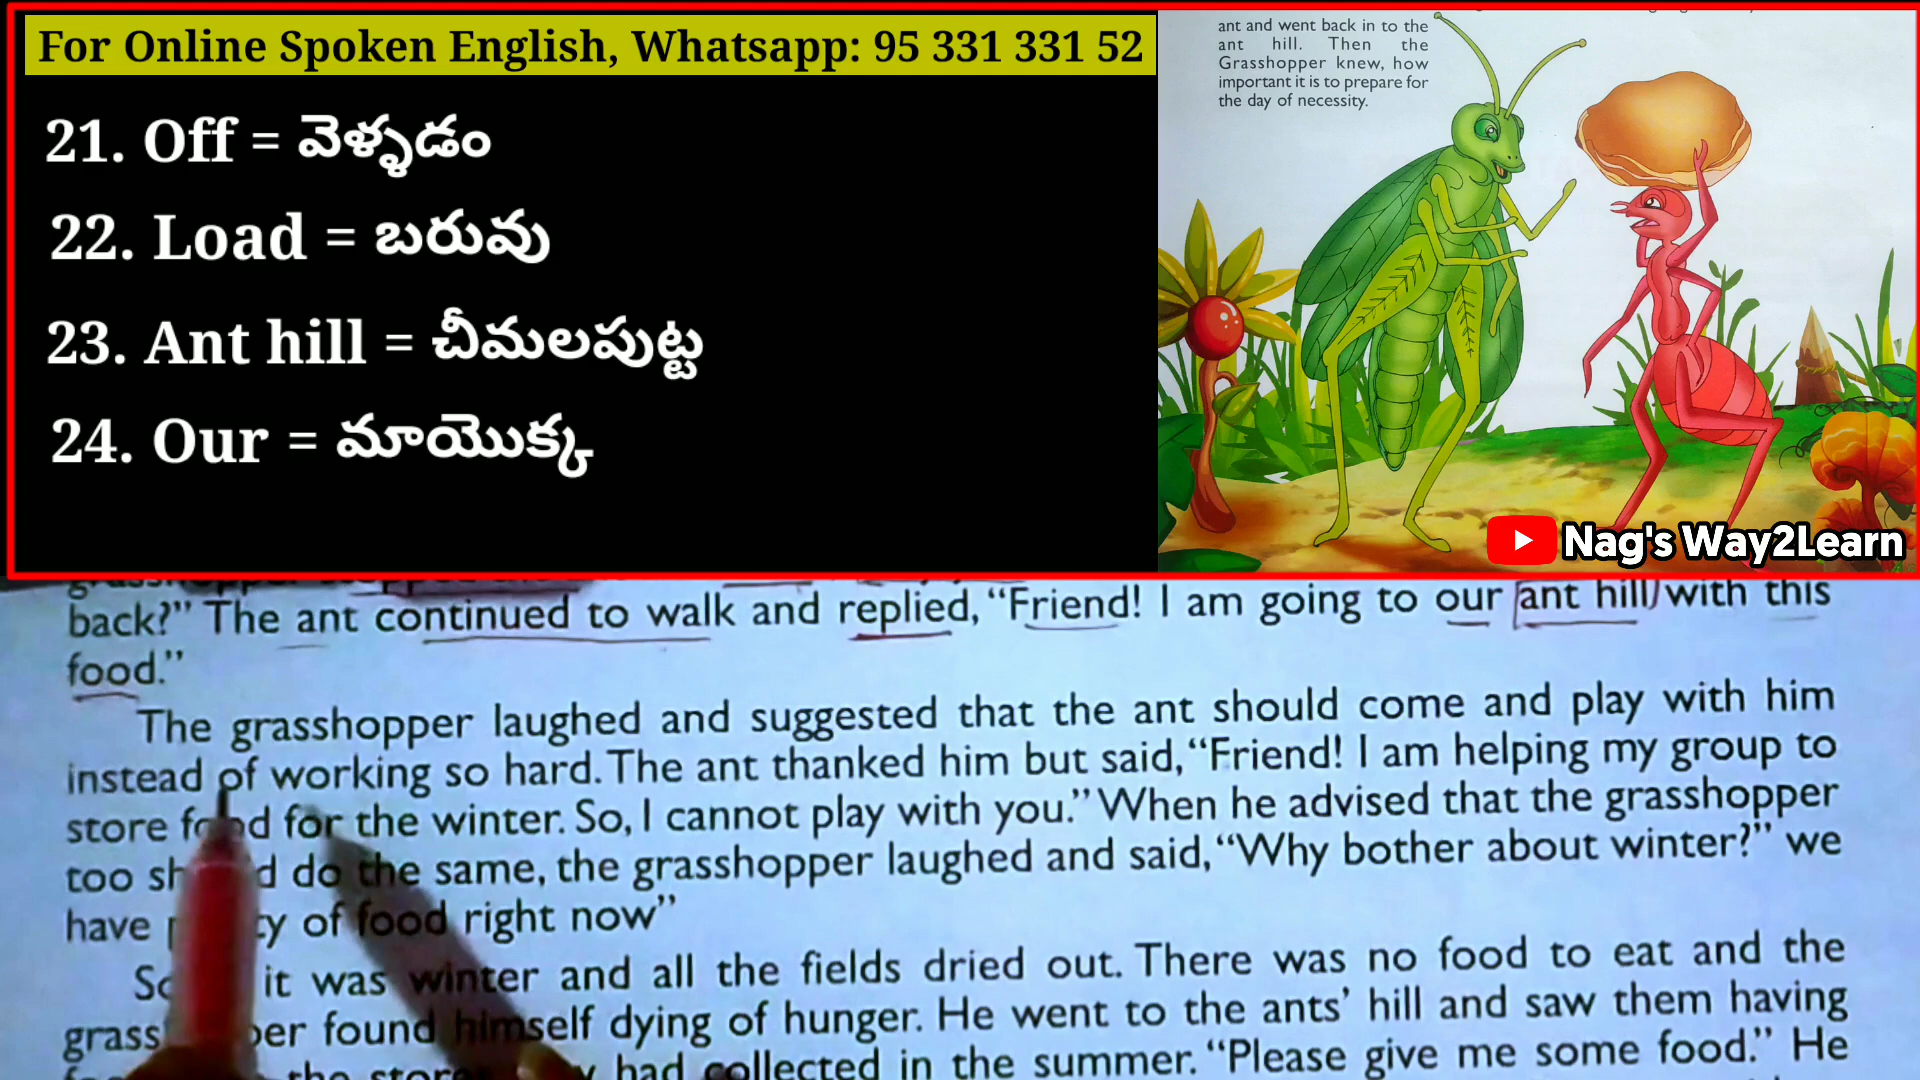 For Online Spoken English, Whatsapp: 95 331 331 52
21. Off = వెళ్ళడం
22. Load = బరువు
23. Ant hill = చీమలపుట్ట
24. Our = మాయొక్క
ant and went back in to the
ant hill. Then the
Grasshopper knew, how
important it is to prepare for
the day of necessity.
Nag's Way2Learn
back?” The ant continued to walk and replied, “Friend! I am going to our ant hill with this
food.”
The grasshopper laughed and suggested that the ant should come and play with him
instead of working so hard. The ant thanked him but said, “Friend! I am helping my group to
store food for the winter. So, I cannot play with you.” When he advised that the grasshopper
too do the same, the grasshopper laughed and said, “Why bother about winter?” we
have of food right now”
it was winter and all the fields dried out. There was no food to eat and the
found himself dying of hunger. He went to the ants’ hill and saw them having
the had collected in the summer. “Please give me some food.” He